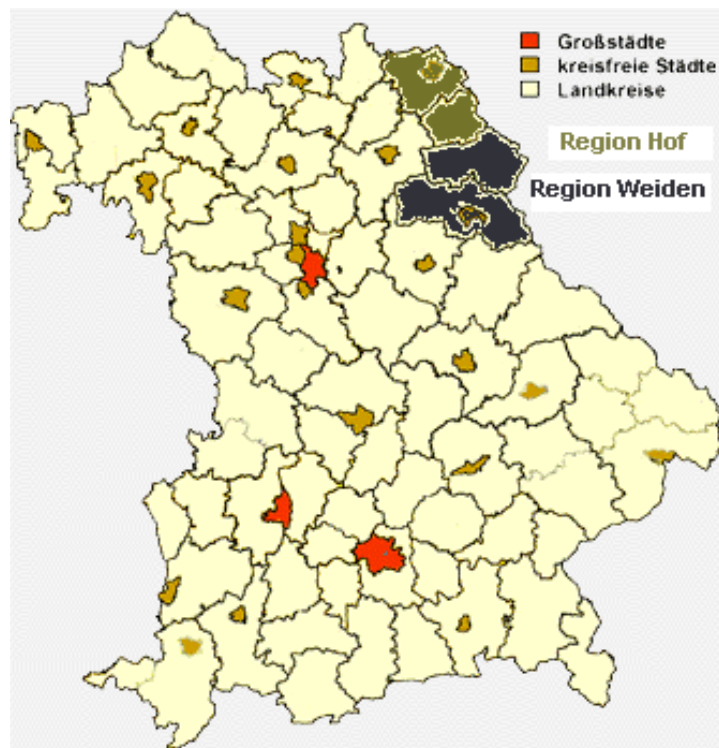 Großstädte
kreisfreie Städte
Landkreise
Region Hof
Region Weiden